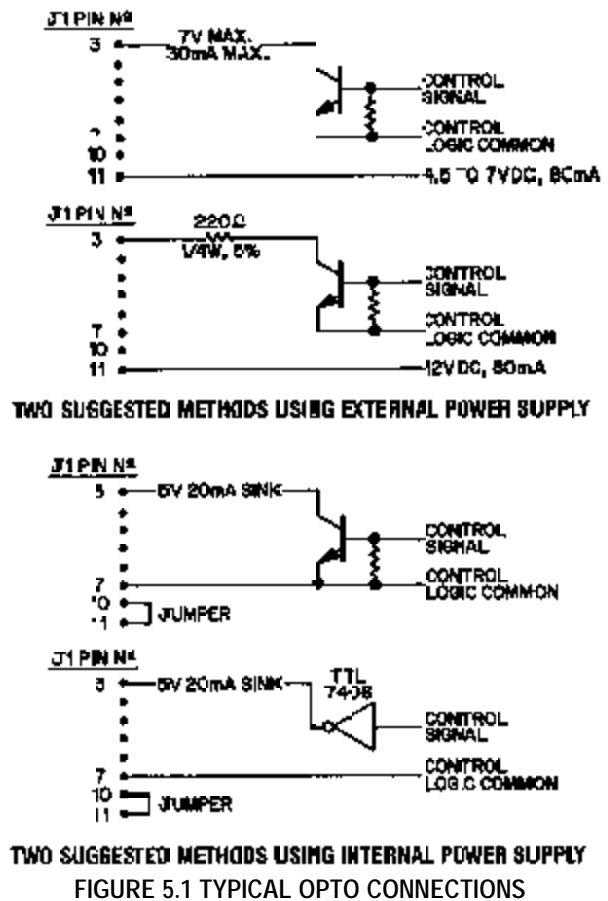 J1 PIN Nº
3
7V MAX.
30mA MAX.
CONTROL
SIGNAL
CONTROL
LOGIC COMMON
10
11
4.5 TO 7VDC, 80mA
J1 PIN Nº
3
220Ω
1/4W, 5%
CONTROL
SIGNAL
7
CONTROL
LOGIC COMMON
10
11
12VDC, 80mA
TWO SUGGESTED METHODS USING EXTERNAL POWER SUPPLY
J1 PIN Nº
5V 20mA SINK
CONTROL
SIGNAL
7
CONTROL
LOGIC COMMON
10
11
JUMPER
J1 PIN Nº
5V 20mA SINK
TTL
CONTROL
SIGNAL
7
CONTROL
LOGIC COMMON
10
11
JUMPER
TWO SUGGESTED METHODS USING INTERNAL POWER SUPPLY
FIGURE 5.1 TYPICAL OPTO CONNECTIONS